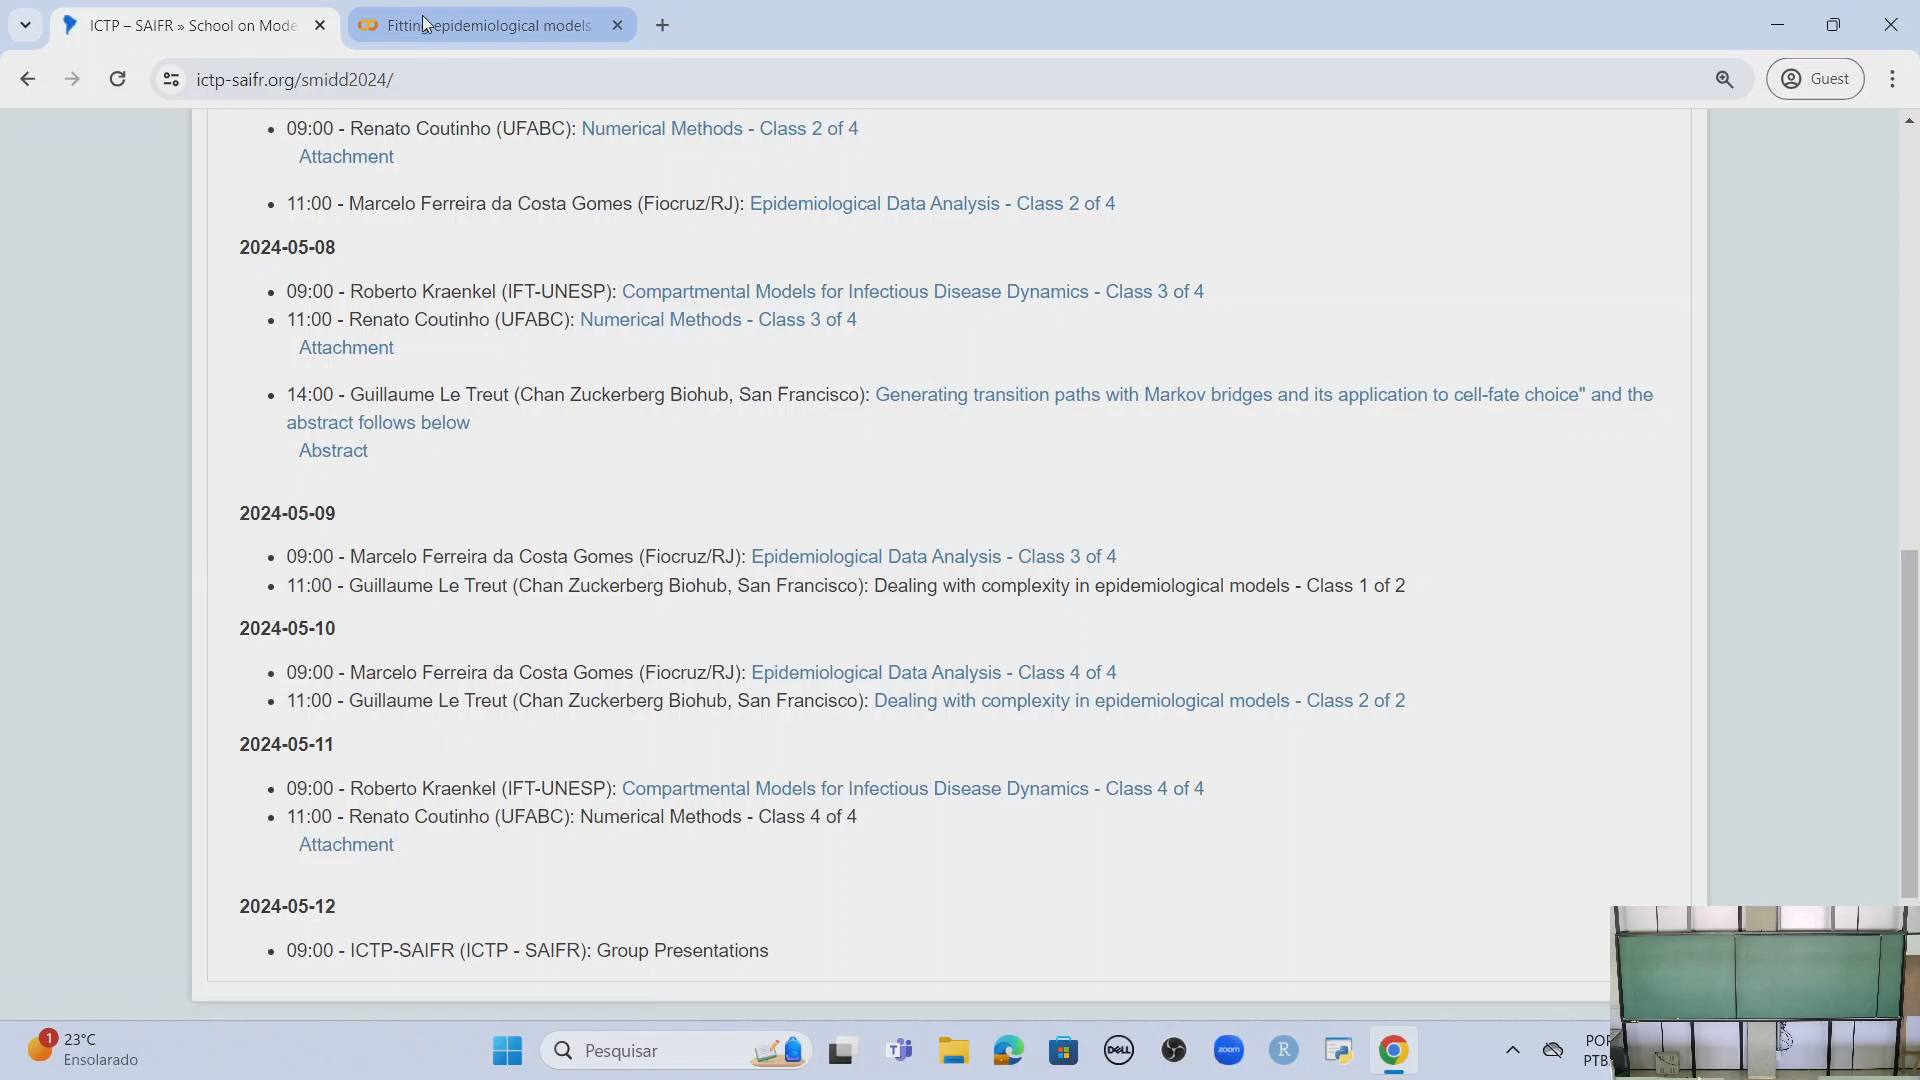 ICTP – SAIFR » School on Mode
Fitting epidemiological models
ictp-saifr.org/smidd2024/
Guest
09:00 - Renato Coutinho (UFABC): Numerical Methods - Class 2 of 4
Attachment
11:00 - Marcelo Ferreira da Costa Gomes (Fiocruz/RJ): Epidemiological Data Analysis - Class 2 of 4
2024-05-08
09:00 - Roberto Kraenkel (IFT-UNESP): Compartmental Models for Infectious Disease Dynamics - Class 3 of 4
11:00 - Renato Coutinho (UFABC): Numerical Methods - Class 3 of 4
Attachment
14:00 - Guillaume Le Treut (Chan Zuckerberg Biohub, San Francisco): Generating transition paths with Markov bridges and its application to cell-fate choice" and the
abstract follows below
Abstract
2024-05-09
09:00 - Marcelo Ferreira da Costa Gomes (Fiocruz/RJ): Epidemiological Data Analysis - Class 3 of 4
11:00 - Guillaume Le Treut (Chan Zuckerberg Biohub, San Francisco): Dealing with complexity in epidemiological models - Class 1 of 2
2024-05-10
09:00 - Marcelo Ferreira da Costa Gomes (Fiocruz/RJ): Epidemiological Data Analysis - Class 4 of 4
11:00 - Guillaume Le Treut (Chan Zuckerberg Biohub, San Francisco): Dealing with complexity in epidemiological models - Class 2 of 2
2024-05-11
09:00 - Roberto Kraenkel (IFT-UNESP): Compartmental Models for Infectious Disease Dynamics - Class 4 of 4
11:00 - Renato Coutinho (UFABC): Numerical Methods - Class 4 of 4
Attachment
2024-05-12
09:00 - ICTP-SAIFR (ICTP - SAIFR): Group Presentations
1
23°C
Ensolarado
Pesquisar
DELL
zoom
R
POR
PTB